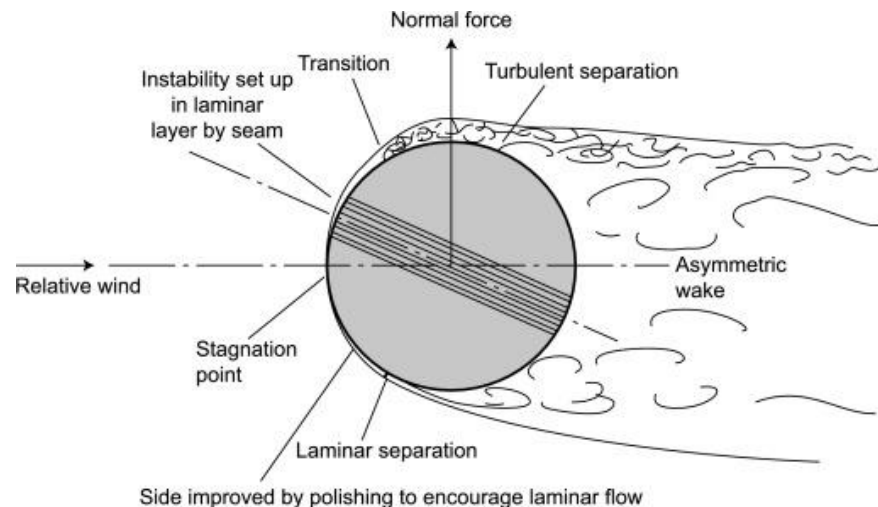 Normal force
Transition
Turbulent separation
Instability set up
in laminar
layer by seam
Relative wind
Asymmetric
wake
Stagnation
point
Laminar separation
Side improved by polishing to encourage laminar flow